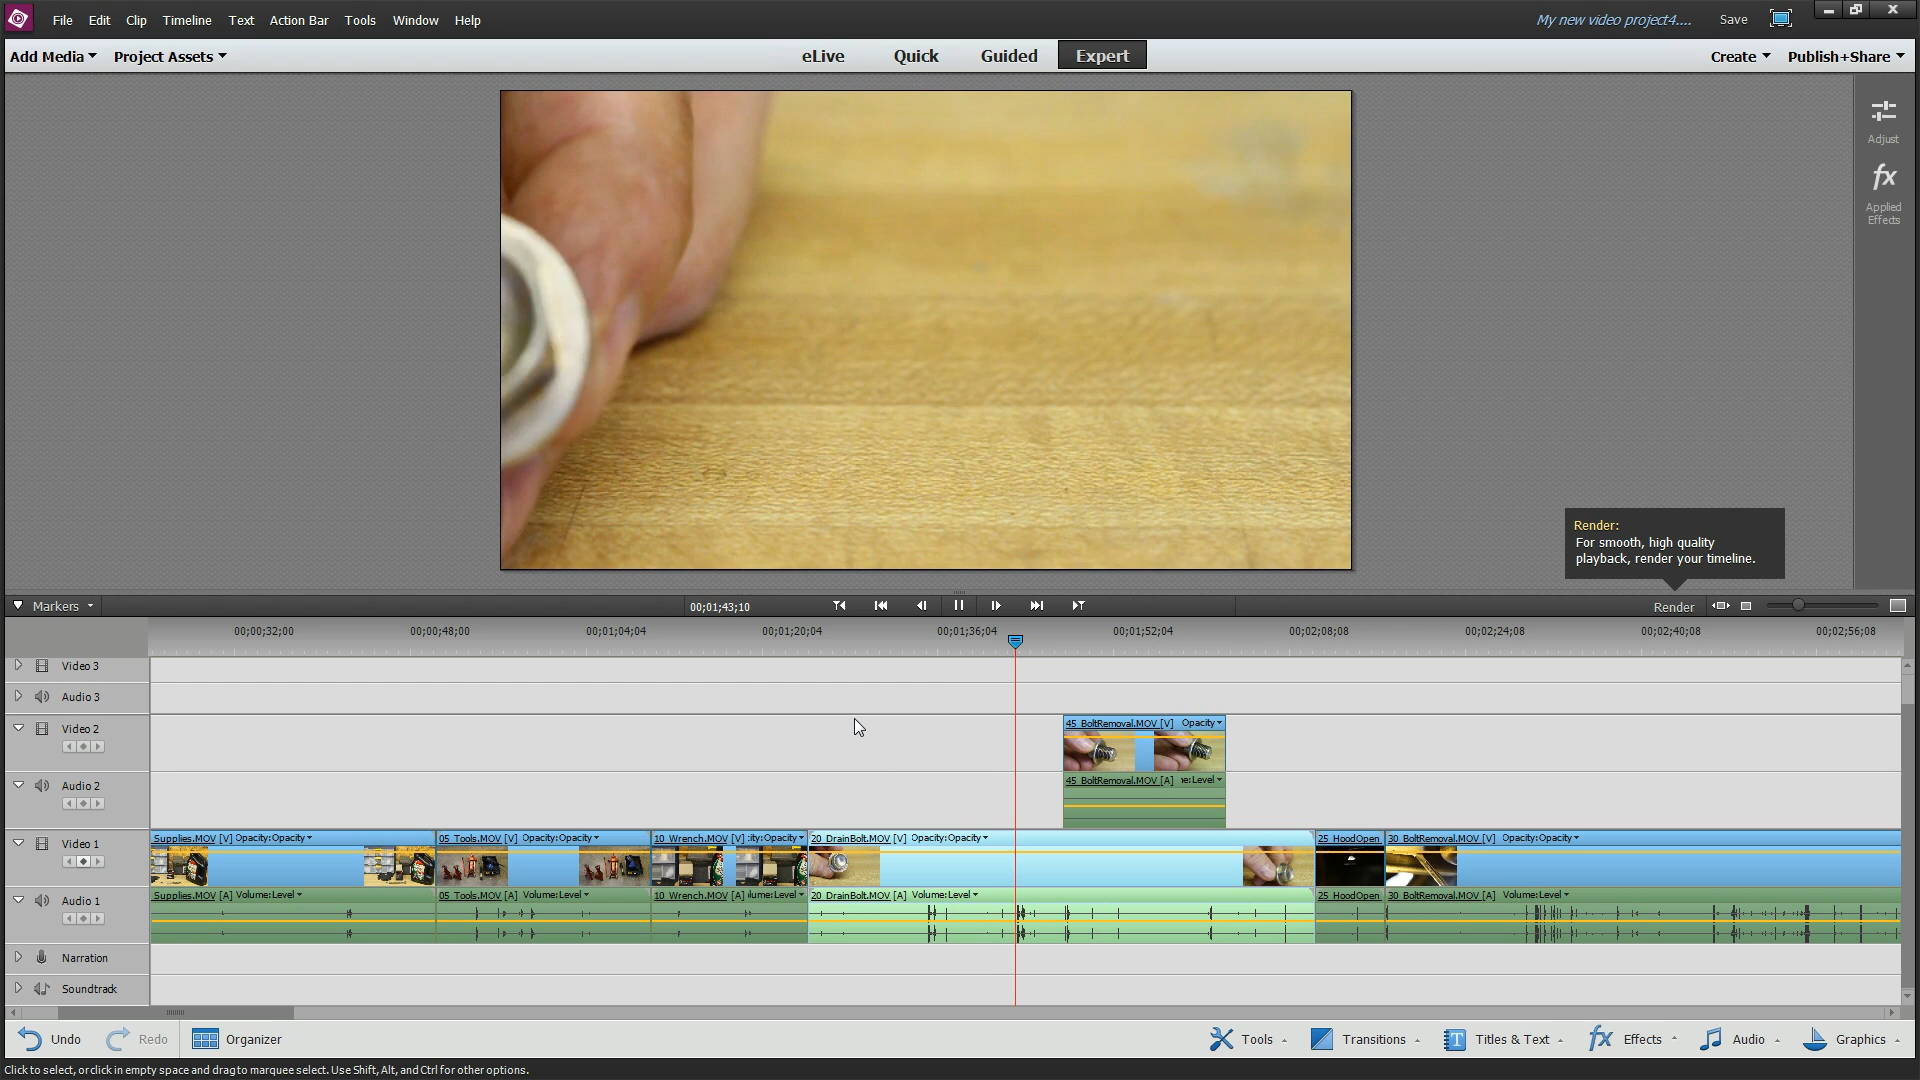 File Edit Clip Timeline Text Action Bar Tools Window Help My new video project4.... Save
Add Media Project Assets eLive Quick Guided Expert Create Publish+Share
Adjust
fx
Applied
Effects
Render:
For smooth, high quality
playback, render your timeline.
Markers 00;01;43;10 Render
00;00;32;00 00;00;48;00 00;01;04;04 00;01;20;04 00;01;36;04 00;01;52;04 00;02;08;08 00;02;24;08 00;02;40;08 00;02;56;08
Video 3
Audio 3
Video 2 45_BoltRemoval.MOV [V] Opacity
Audio 2 45_BoltRemoval.MOV [A] ne:Level
Video 1 Supplies.MOV [V] Opacity:Opacity 05_Tools.MOV [V] Opacity:Opacity 10_Wrench.MOV [V] :ity:Opacity 20_DrainBolt.MOV [V] Opacity:Opacity 25_HoodOpen 30_BoltRemoval.MOV [V] Opacity:Opacity
Audio 1 Supplies.MOV [A] Volume:Level 05_Tools.MOV [A] Volume:Level 10_Wrench.MOV [A] lume:Level 20_DrainBolt.MOV [A] Volume:Level 25_HoodOpen 30_BoltRemoval.MOV [A] Volume:Level
Narration
Soundtrack
Undo Redo Organizer Tools Transitions T Titles & Text fx Effects Audio Graphics
Click to select, or click in empty space and drag to marquee select. Use Shift, Alt, and Ctrl for other options.